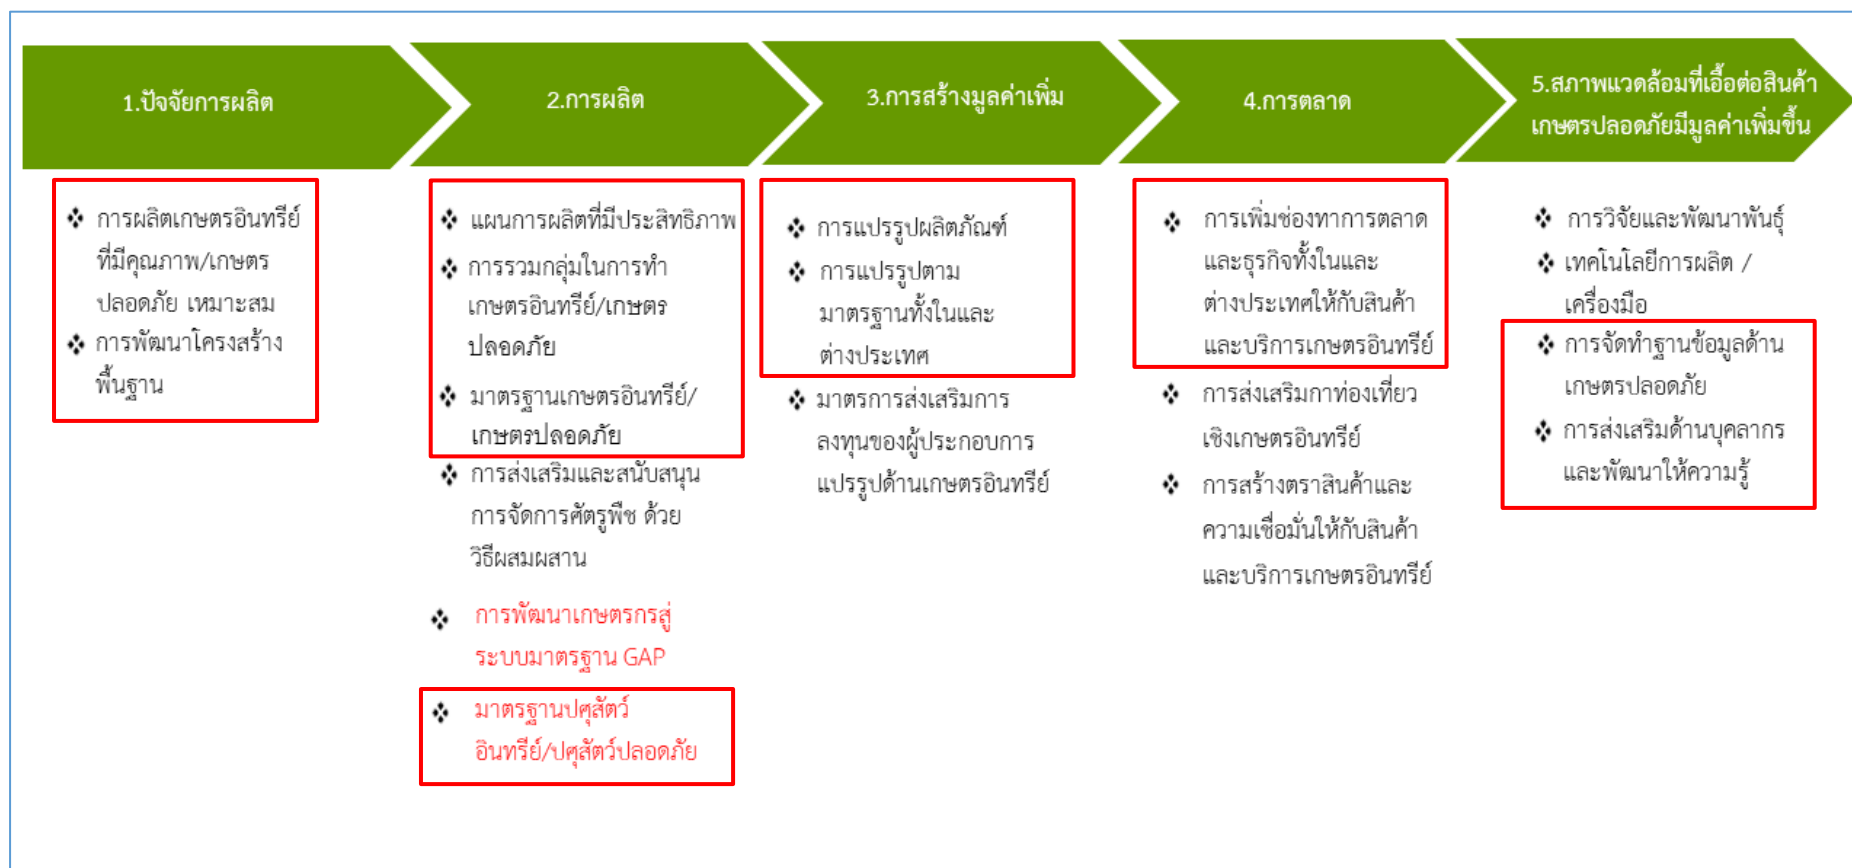 1.ปัจจัยการผลิต
2.การผลิต
3.การสร้างมูลค่าเพิ่ม
4.การตลาด
5.สภาพแวดล้อมที่เอื้อต่อสินค้า
เกษตรปลอดภัยมีมูลค่าเพิ่มขึ้น
❖ การผลิตเกษตรอินทรีย์
ที่มีคุณภาพ/เกษตร
ปลอดภัย เหมาะสม
❖ การพัฒนาโครงสร้าง
พื้นฐาน
❖ แผนการผลิตที่มีประสิทธิภาพ
❖ การรวมกลุ่มในการทำ
เกษตรอินทรีย์/เกษตร
ปลอดภัย
❖ มาตรฐานเกษตรอินทรีย์/
เกษตรปลอดภัย
❖ การส่งเสริมและสนับสนุน
การจัดการศัตรูพืช ด้วย
วิธีผสมผสาน
❖ การพัฒนาเกษตรกรสู่
ระบบมาตรฐาน GAP
❖ มาตรฐานปศุสัตว์
อินทรีย์/ปศุสัตว์ปลอดภัย
❖ การแปรรูปผลิตภัณฑ์
❖ การแปรรูปตาม
มาตรฐานทั้งในและ
ต่างประเทศ
❖ มาตรการส่งเสริมการ
ลงทุนของผู้ประกอบการ
แปรรูปด้านเกษตรอินทรีย์
❖ การเพิ่มช่องทาการตลาด
และธุรกิจทั้งในและ
ต่างประเทศให้กับสินค้า
และบริการเกษตรอินทรีย์
❖ การส่งเสริมกาท่องเที่ยว
เชิงเกษตรอินทรีย์
❖ การสร้างตราสินค้าและ
ความเชื่อมั่นให้กับสินค้า
และบริการเกษตรอินทรีย์
❖ การวิจัยและพัฒนาพันธุ์
❖ เทคโนโลยีการผลิต /
เครื่องมือ
❖ การจัดทำฐานข้อมูลด้าน
เกษตรปลอดภัย
❖ การส่งเสริมด้านบุคลากร
และพัฒนาให้ความรู้